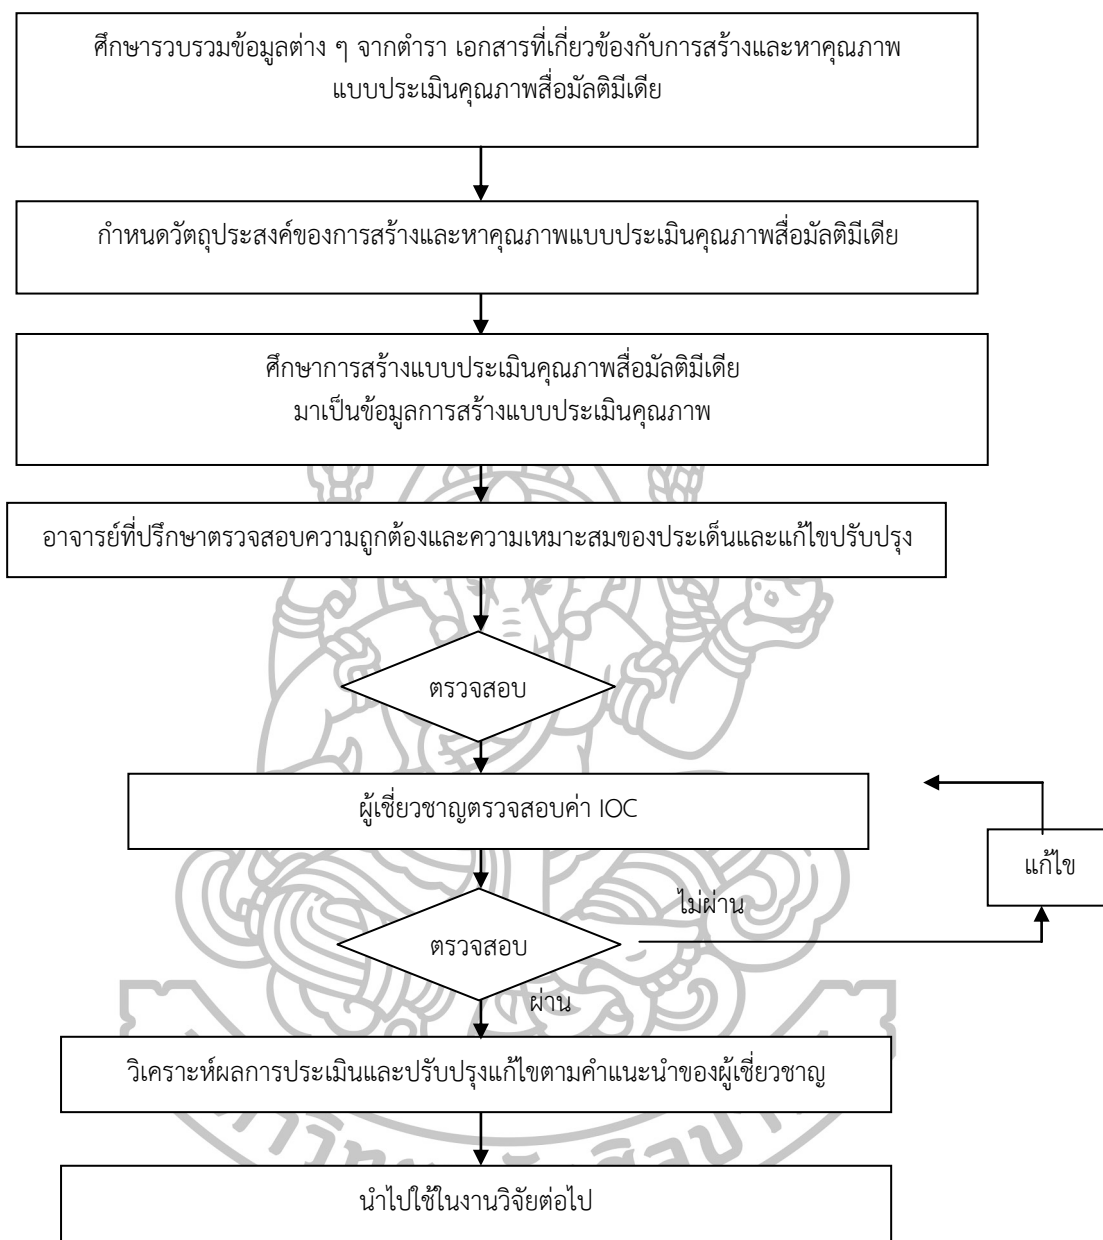 ศึกษารวบรวมข้อมูลต่าง ๆ จากตำรา เอกสารที่เกี่ยวข้องกับการสร้างและหาคุณภาพ
แบบประเมินคุณภาพสื่อมัลติมีเดีย
กำหนดวัตถุประสงค์ของการสร้างและหาคุณภาพแบบประเมินคุณภาพสื่อมัลติมีเดีย
ศึกษาการสร้างแบบประเมินคุณภาพสื่อมัลติมีเดีย
มาเป็นข้อมูลการสร้างแบบประเมินคุณภาพ
อาจารย์ที่ปรึกษาตรวจสอบความถูกต้องและความเหมาะสมของประเด็นและแก้ไขปรับปรุง
ตรวจสอบ
ผู้เชี่ยวชาญตรวจสอบค่า IOC
แก้ไข
ไม่ผ่าน
ตรวจสอบ
ผ่าน
วิเคราะห์ผลการประเมินและปรับปรุงแก้ไขตามคำแนะนำของผู้เชี่ยวชาญ
นำไปใช้ในงานวิจัยต่อไป